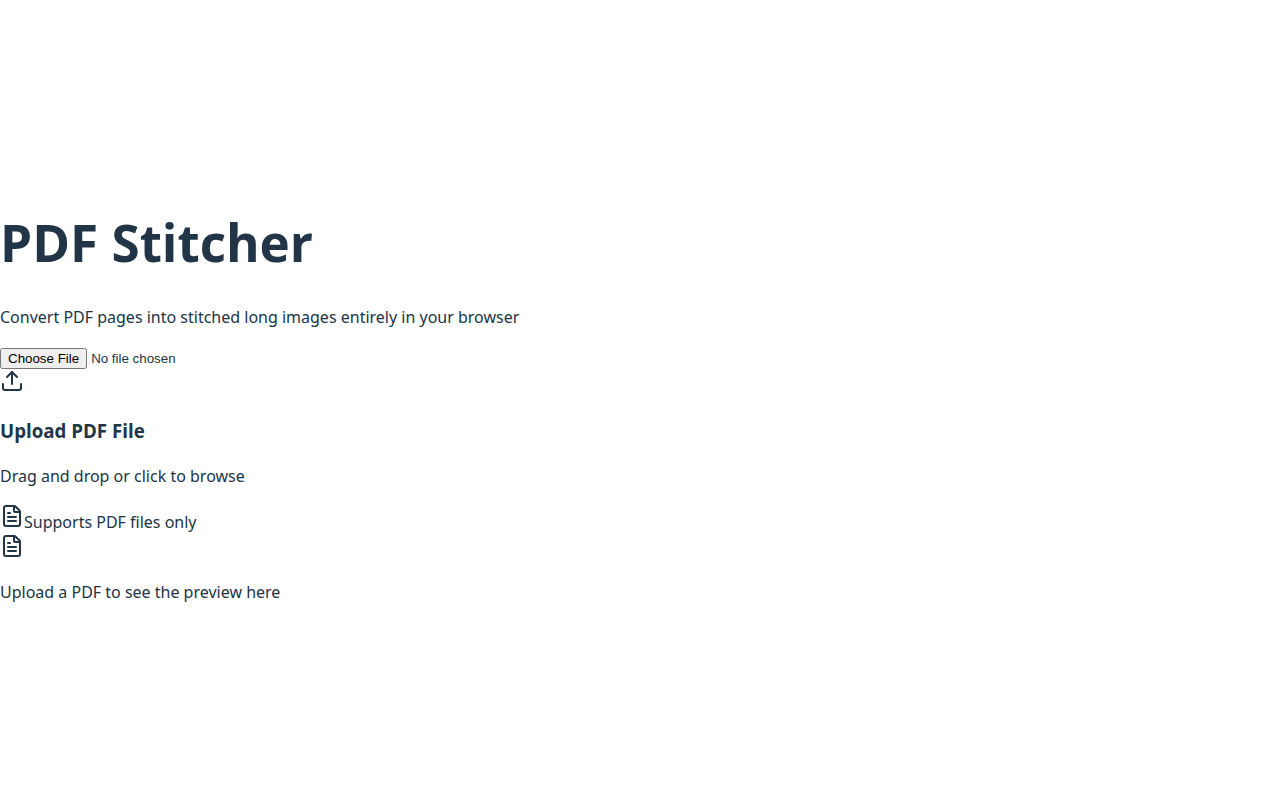 PDF Stitcher
Convert PDF pages into stitched long images entirely in your browser
Choose File No file chosen
Upload PDF File
Drag and drop or click to browse
Supports PDF files only
Upload a PDF to see the preview here